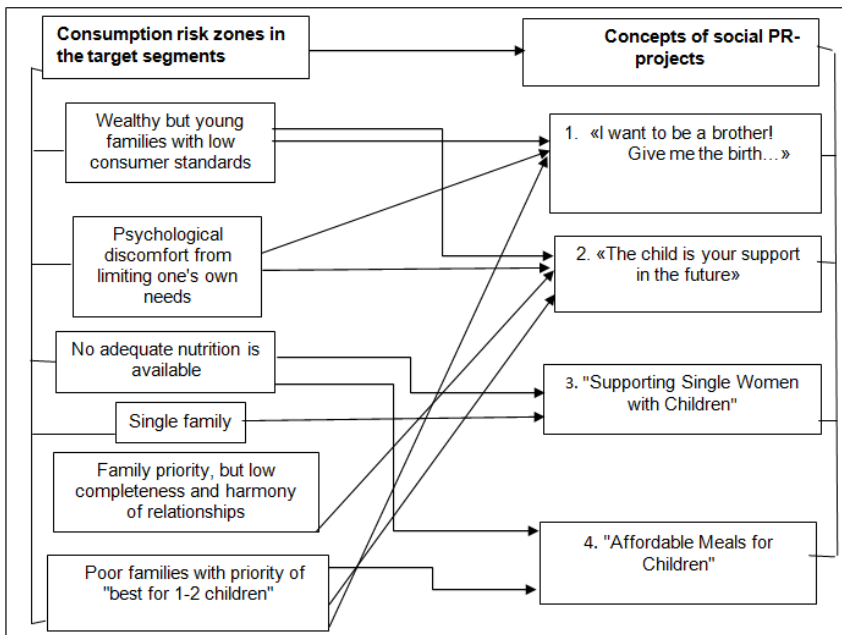 Consumption risk zones in
the target segments
Concepts of social PR-
projects
Wealthy but young
families with low
consumer standards
Psychological
discomfort from
limiting one's own
needs
No adequate nutrition is
available
Single family
Family priority, but low
completeness and harmony
of relationships
Poor families with priority of
"best for 1-2 children"
1. «I want to be a brother!
Give me the birth…»
2. «The child is your support
in the future»
3. "Supporting Single Women
with Children"
4. "Affordable Meals for
Children"